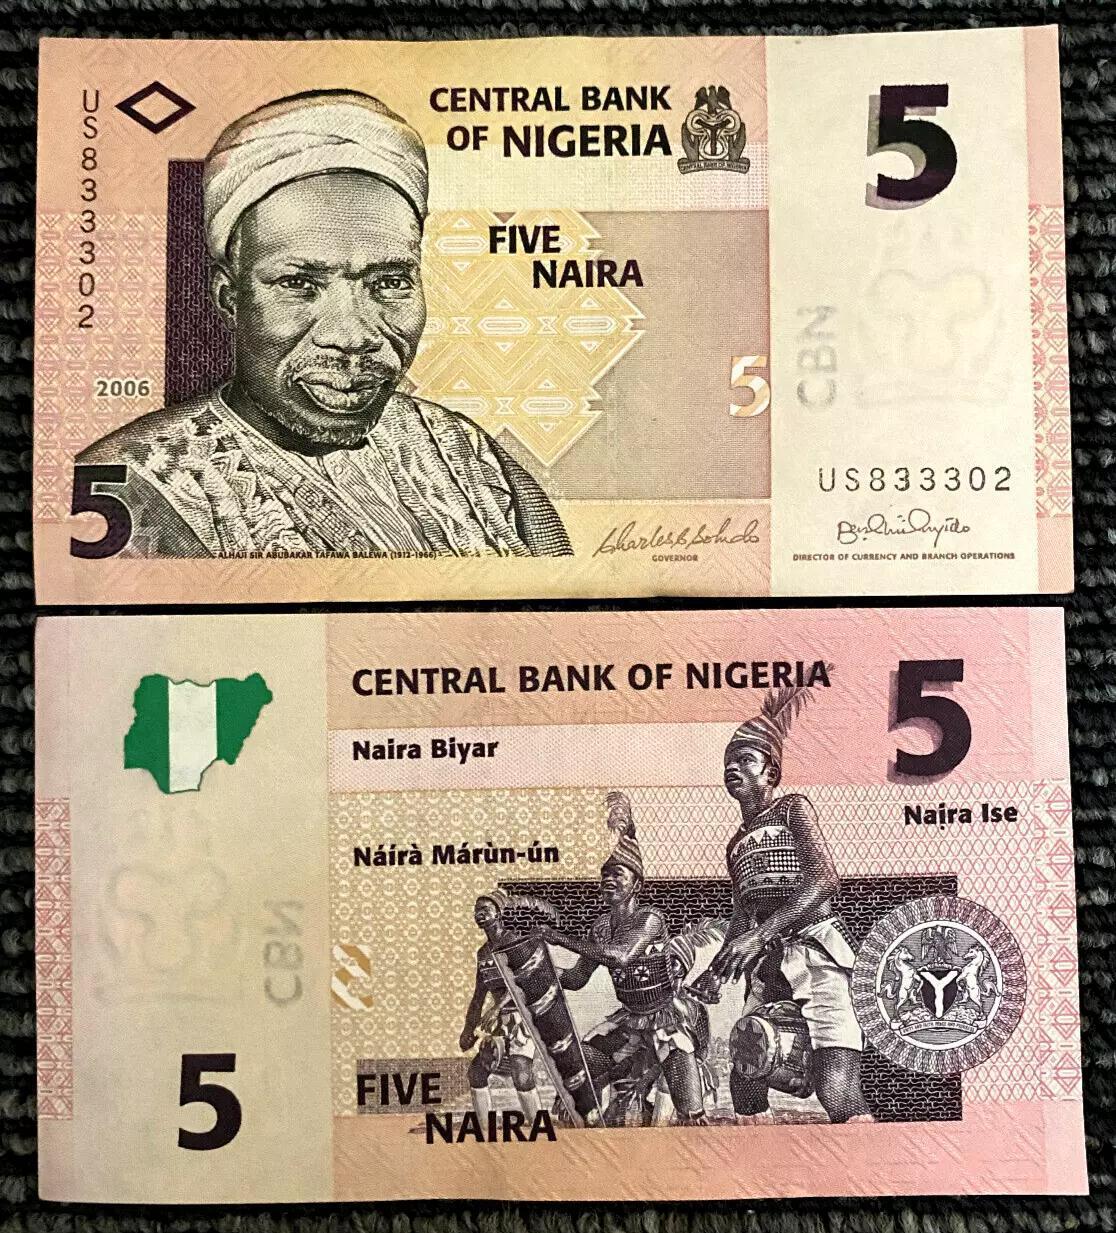 US833302
CENTRAL BANK
OF NIGERIA
5
FIVE
NAIRA
5
2006
CBN
US833302
5
ALHAJI SIR ABUBAKAR TAFAWA BALEWA (1912-1966)
GOVERNOR
DIRECTOR OF CURRENCY AND BRANCH OPERATIONS
CENTRAL BANK OF NIGERIA
5
Naira Biyar
Naịra Ise
Náírà Márùn-ún
CBN
5
FIVE
NAIRA